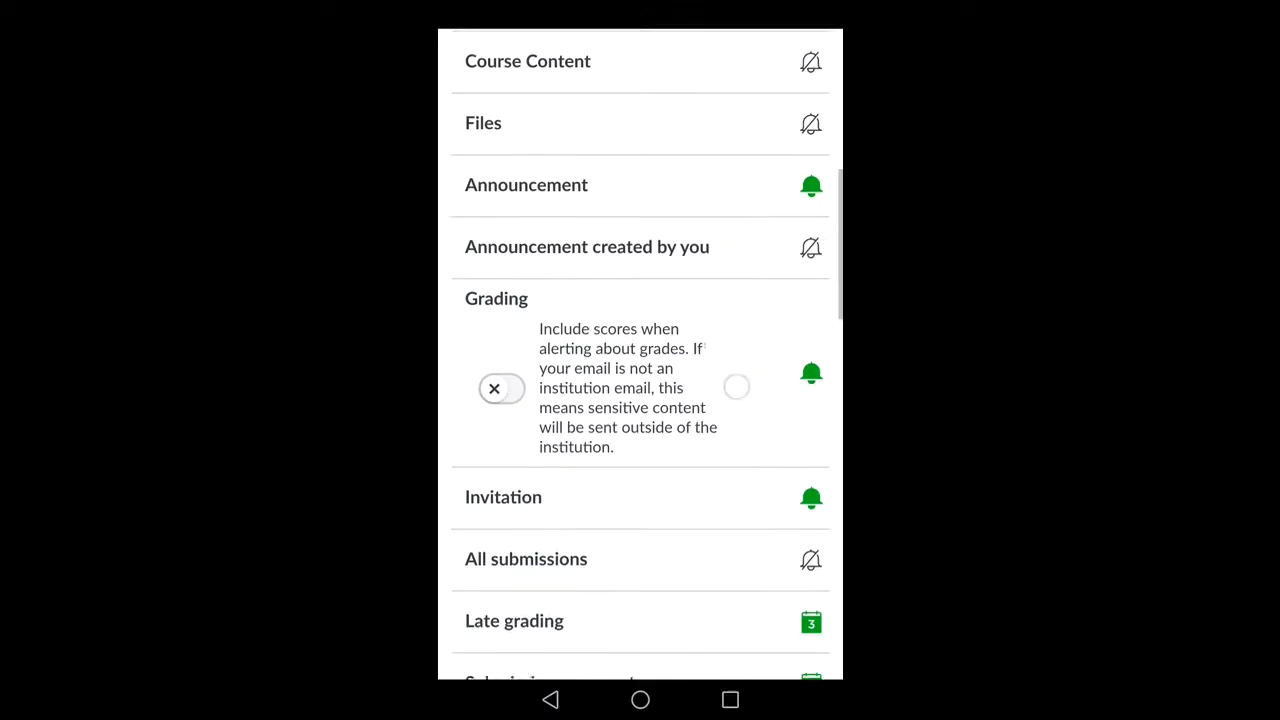 Course Content
Files
Announcement
Announcement created by you
Grading
Include scores when
alerting about grades. If
your email is not an
institution email, this
means sensitive content
will be sent outside of the
institution.
Invitation
All submissions
Late grading
3